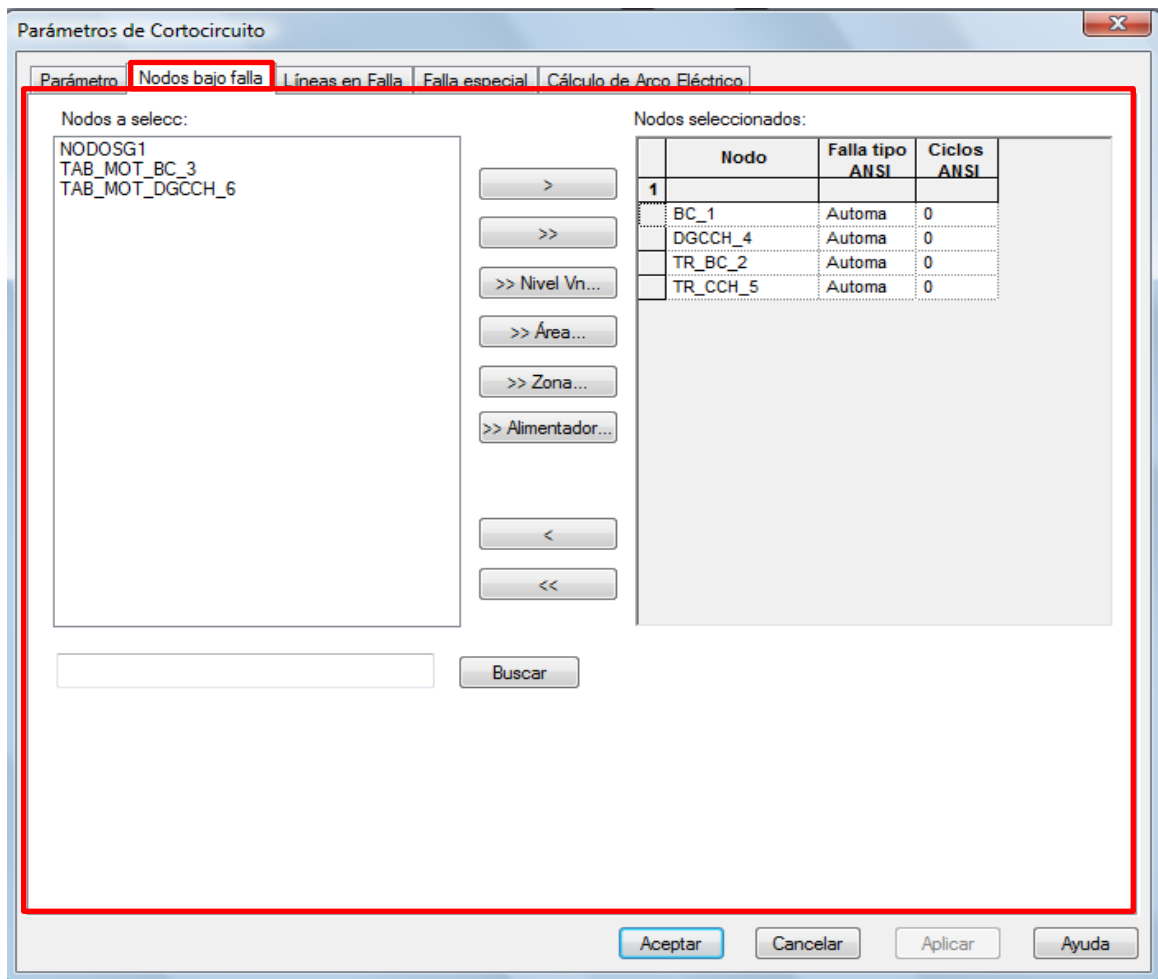 Parámetros de Cortocircuito
Parámetro Nodos bajo falla Líneas en Falla Falla especial Cálculo de Arco Eléctrico
Nodos a selecc:
NODOSG1
TAB_MOT_BC_3
TAB_MOT_DGCCH_6
>
>>
>> Nivel Vn...
>> Área...
>> Zona...
>> Alimentador...
<
<<
Nodos seleccionados:
Nodo Falla tipo ANSI Ciclos ANSI
1
BC_1 Automa 0
DGCCH_4 Automa 0
TR_BC_2 Automa 0
TR_CCH_5 Automa 0
Buscar
Aceptar Cancelar Aplicar Ayuda